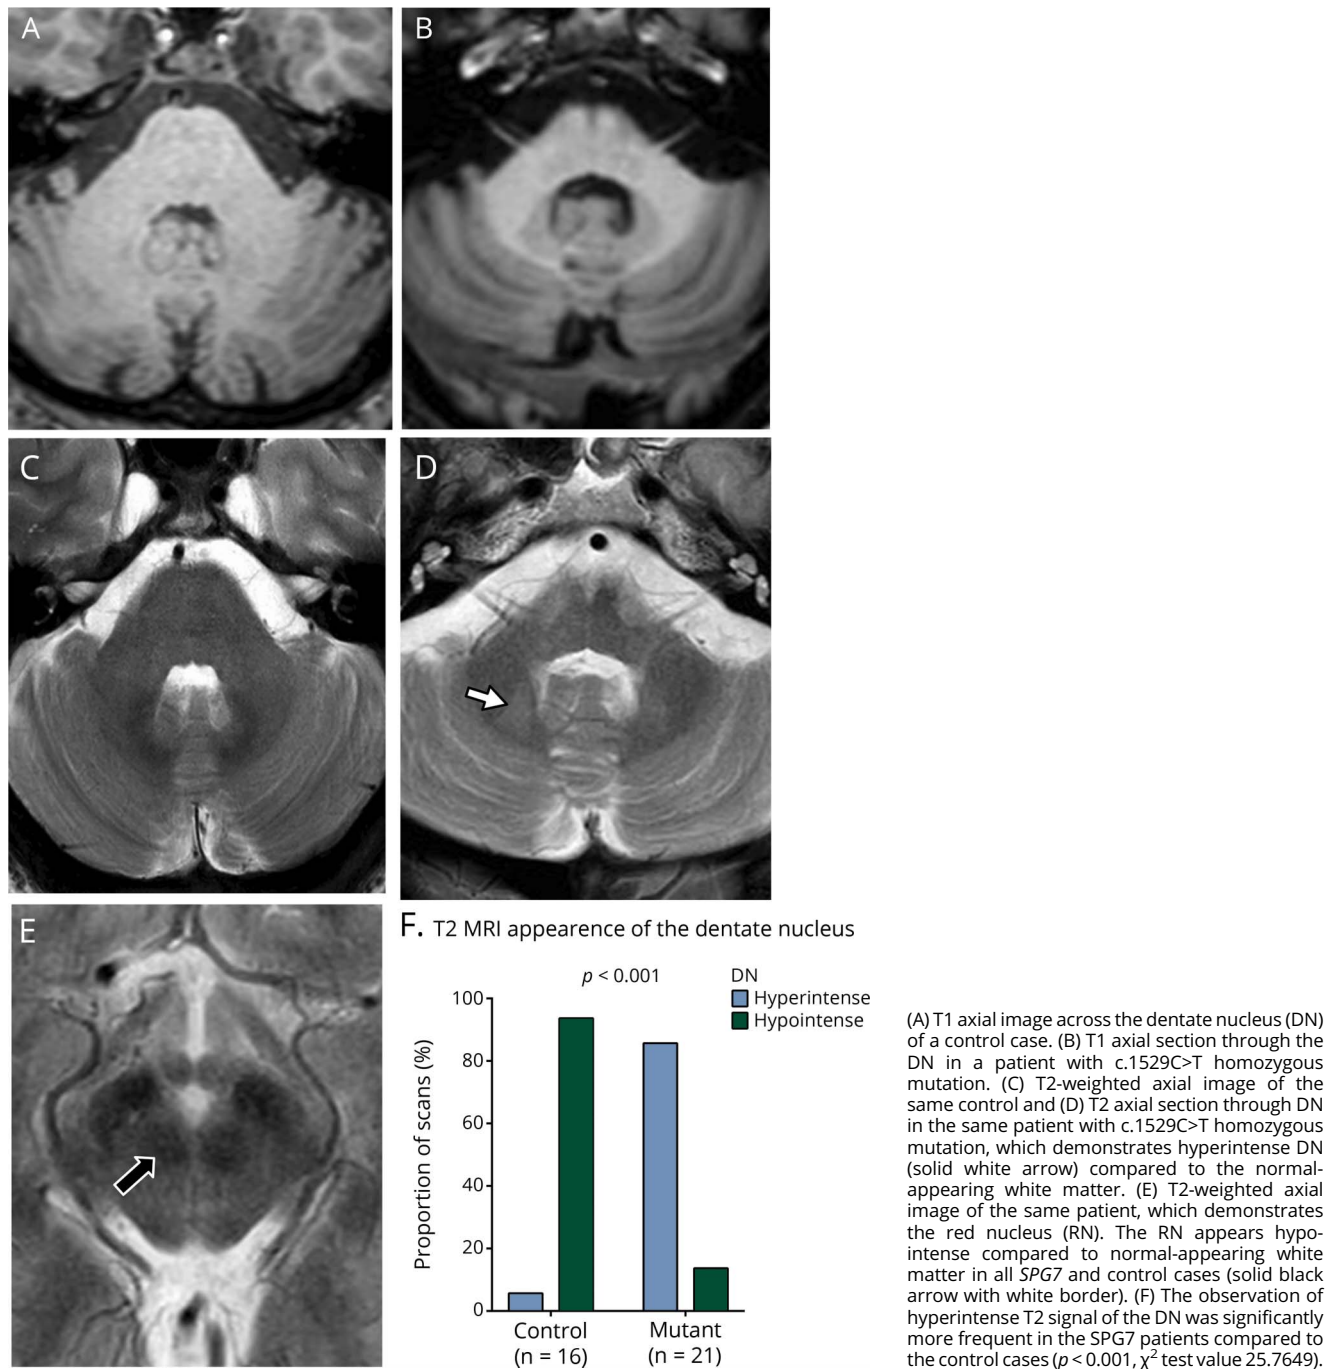 A
B
C
D
E
F. T2 MRI appearence of the dentate nucleus
p < 0.001
DN
Hyperintense
Hypointense
Proportion of scans (%)
100
80
60
40
20
0
Control
(n = 16)
Mutant
(n = 21)
(A) T1 axial image across the dentate nucleus (DN)
of a control case. (B) T1 axial section through the
DN in a patient with c.1529C>T homozygous
mutation. (C) T2-weighted axial image of the
same control and (D) T2 axial section through DN
in the same patient with c.1529C>T homozygous
mutation, which demonstrates hyperintense DN
(solid white arrow) compared to the normal-
appearing white matter. (E) T2-weighted axial
image of the same patient, which demonstrates
the red nucleus (RN). The RN appears hypo-
intense compared to normal-appearing white
matter in all SPG7 and control cases (solid black
arrow with white border). (F) The observation of
hyperintense T2 signal of the DN was significantly
more frequent in the SPG7 patients compared to
the control cases (p < 0.001, χ² test value 25.7649).